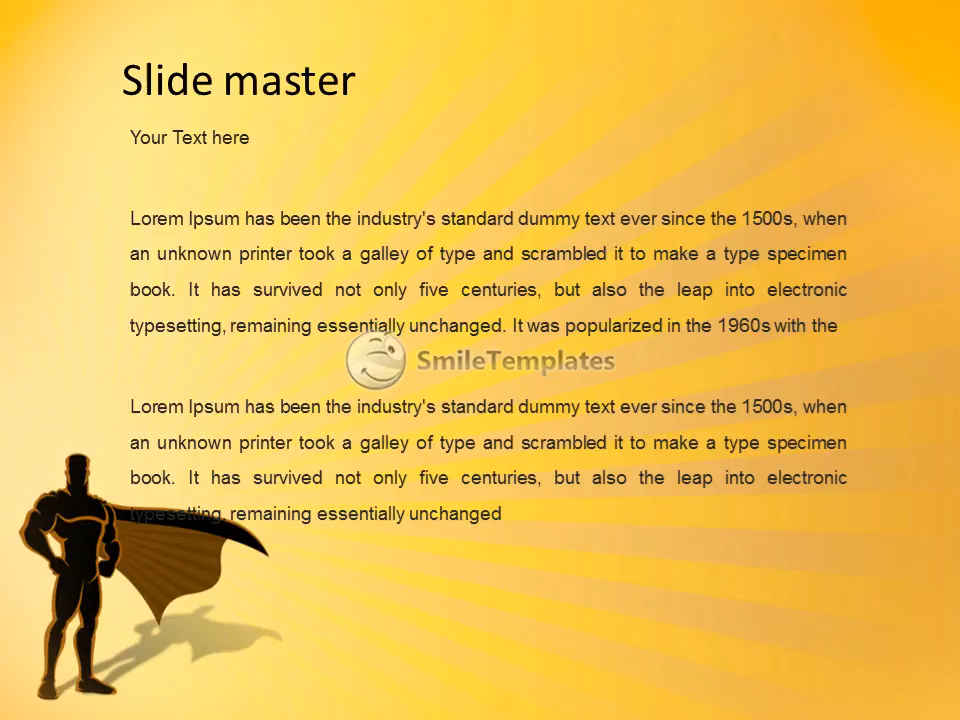 Slide master
Your Text here
Lorem Ipsum has been the industry's standard dummy text ever since the 1500s, when
an unknown printer took a galley of type and scrambled it to make a type specimen
book. It has survived not only five centuries, but also the leap into electronic
typesetting, remaining essentially unchanged. It was popularized in the 1960s with the
SmileTemplates
Lorem Ipsum has been the industry's standard dummy text ever since the 1500s, when
an unknown printer took a galley of type and scrambled it to make a type specimen
book. It has survived not only five centuries, but also the leap into electronic
typesetting, remaining essentially unchanged